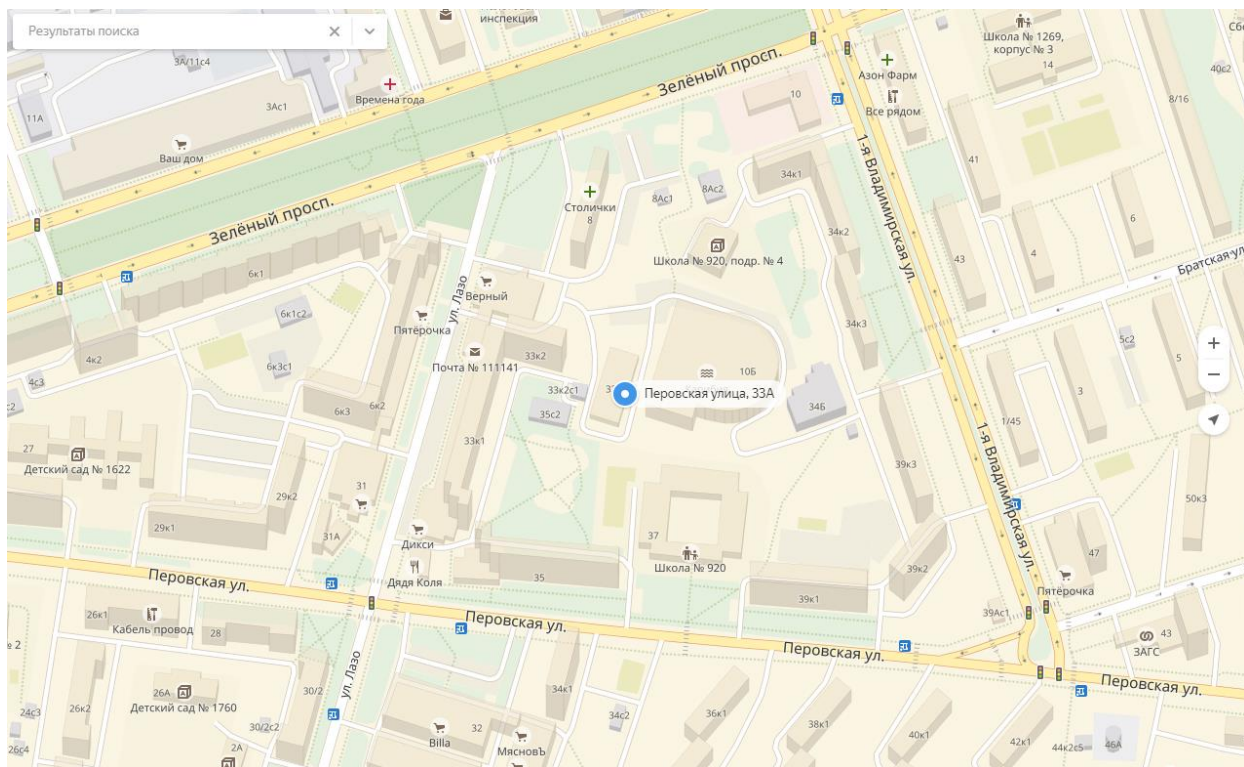 Результаты поиска
инспекция
Школа № 1269,
корпус № 3
14
40с2
3А/11с4
Времена года
Зелёный просп.
Азон Фарм
10
Все рядом
8/16
3Ас1
11А
Ваш дом
1-я Владимирская ул.
41
34к1
Столички
8
8Ас1
8Ас2
6
Зелёный просп.
34к2
Школа № 920, подр. № 4
43
4
Братская ул.
6к1
ул. Лазо
Верный
6к1с2
Пятёрочка
34к3
5с2
4к2
Почта № 111141
33к2
5
6к3с1
4с3
10Б
33к2с1
Перовская улица, 33А
3
6к3
6к2
35с2
34Б
1/45
27
33к1
1-я Владимирская ул.
Детский сад № 1622
39к3
31
29к2
50к3
29к1
31А
37
Дикси
47
Школа № 920
Дядя Коля
35
39к2
Перовская ул.
Пятёрочка
39к1
26к1
39Ас1
Перовская ул.
Кабель провод
28
43
ЗАГС
№ 2
Перовская ул.
ул. Лазо
Перовская ул.
26А
30/2
34к1
Детский сад № 1760
26к2
24с3
34с2
36к1
38к1
30/2с2
32
40к1
42к1
44к2с5
46А
26с4
2А
Billa
МясновЪ